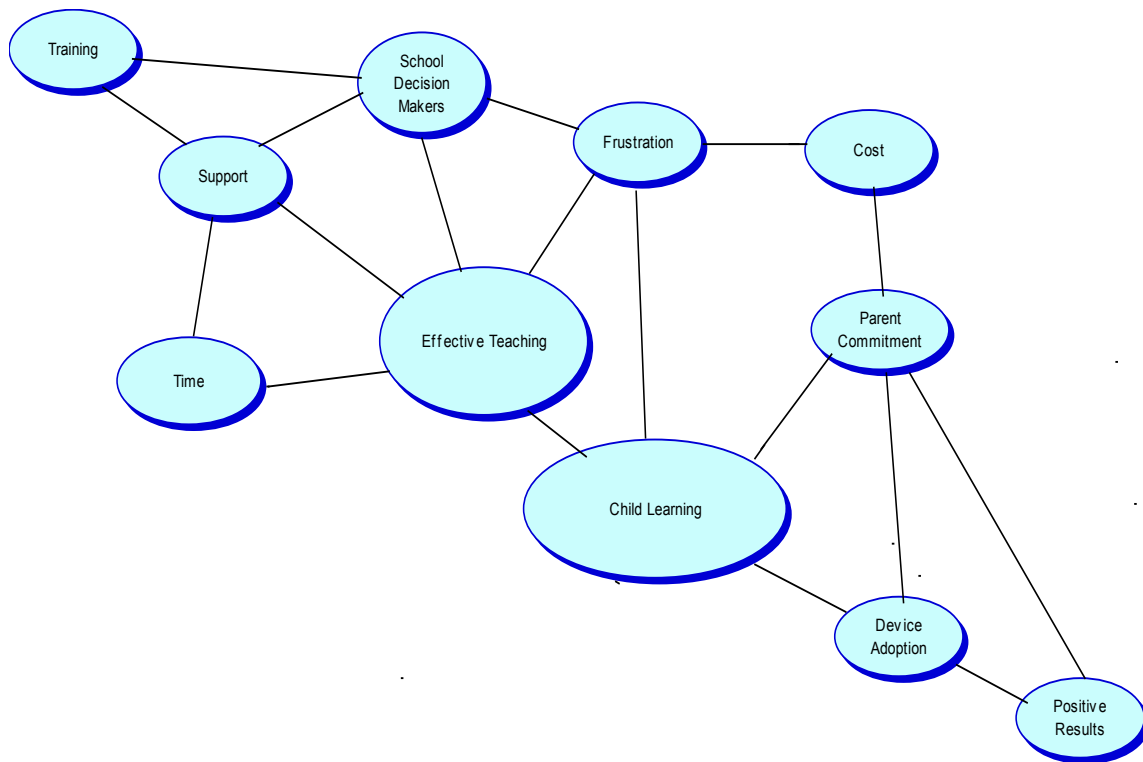 Training
School
Decision
Makers
Frustration
Cost
Support
Effective Teaching
Parent
Commitment
Time
Child Learning
Device
Adoption
Positive
Results